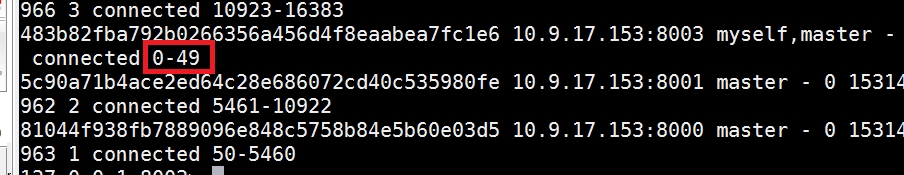 966 3 connected 10923-16383
483b82fba792b0266356a456d4f8eaabea7fc1e6 10.9.17.153:8003 myself,master -
connected 0-49
5c90a71b4ace2ed64c28e686072cd40c535980fe 10.9.17.153:8001 master - 0 15314
962 2 connected 5461-10922
81044f938fb7889096e848c5758b84e5b60e03d5 10.9.17.153:8000 master - 0 15314
963 1 connected 50-5460